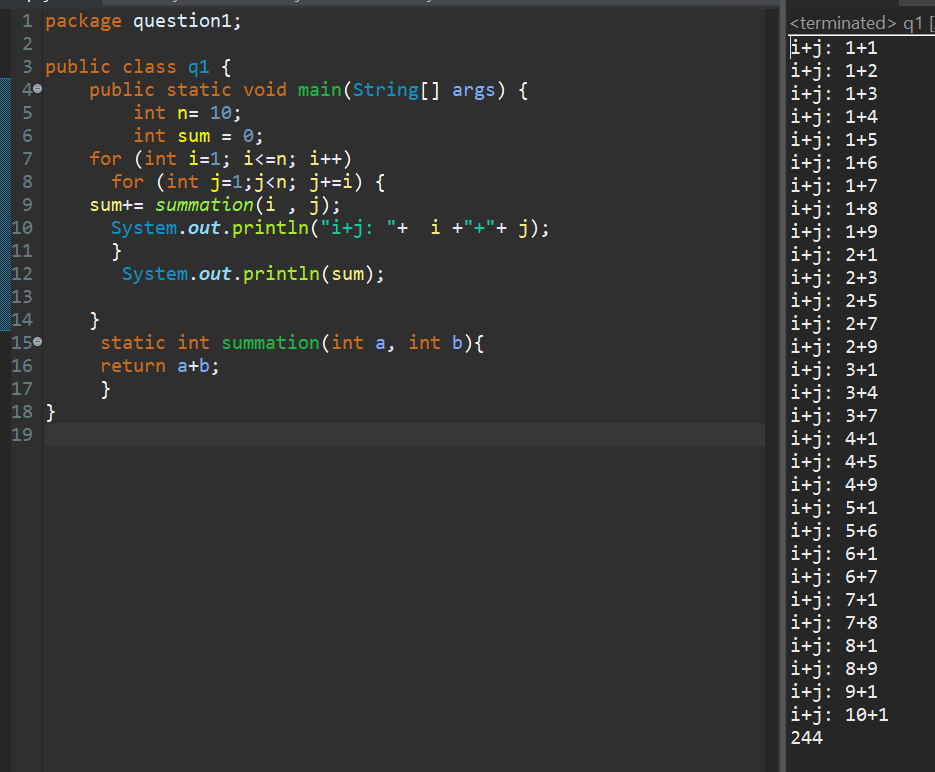 1 package question1;
2
3 public class q1 {
4 public static void main(String[] args) {
5 int n= 10;
6 int sum = 0;
7 for (int i=1; i<=n; i++)
8 for (int j=1;j<n; j+=i) {
9 sum+= summation(i , j);
10 System.out.println("i+j: "+  i +"+"+ j);
11 }
12 System.out.println(sum);
13
14 }
15 static int summation(int a, int b){
16 return a+b;
17 }
18 }
19
<terminated> q1 [
i+j: 1+1
i+j: 1+2
i+j: 1+3
i+j: 1+4
i+j: 1+5
i+j: 1+6
i+j: 1+7
i+j: 1+8
i+j: 1+9
i+j: 2+1
i+j: 2+3
i+j: 2+5
i+j: 2+7
i+j: 2+9
i+j: 3+1
i+j: 3+4
i+j: 3+7
i+j: 4+1
i+j: 4+5
i+j: 4+9
i+j: 5+1
i+j: 5+6
i+j: 6+1
i+j: 6+7
i+j: 7+1
i+j: 7+8
i+j: 8+1
i+j: 8+9
i+j: 9+1
i+j: 10+1
244